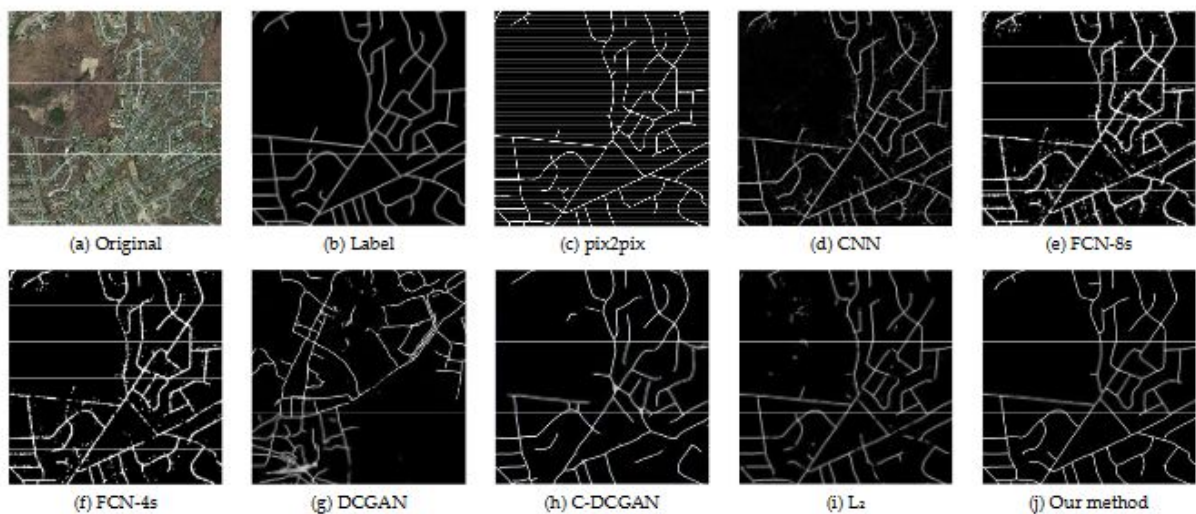 (a) Original
(b) Label
(c) pix2pix
(d) CNN
(e) FCN-8s
(f) FCN-4s
(g) DCGAN
(h) C-DCGAN
(i) L₂
(j) Our method